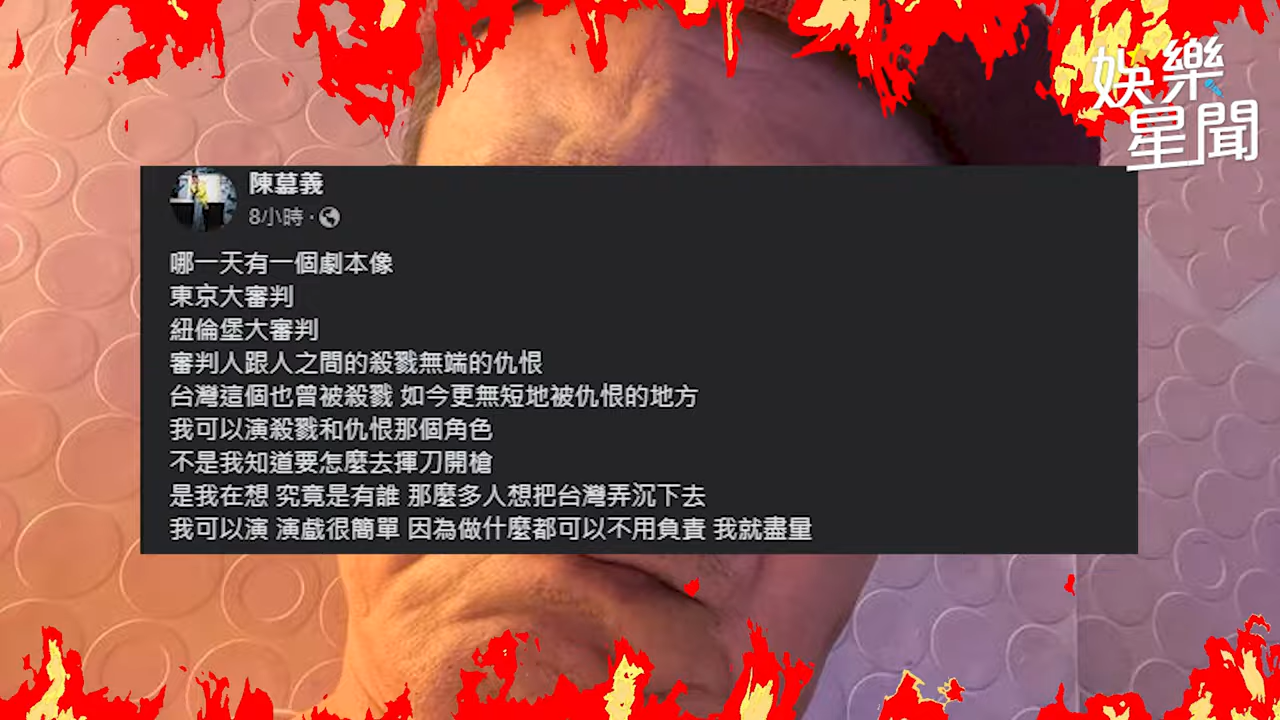 娛樂
星聞
陳慕義
8小時 ·
哪一天有一個劇本像
東京大審判
紐倫堡大審判
審判人跟人之間的殺戮無端的仇恨
台灣這個也曾被殺戮 如今更無短地被仇恨的地方
我可以演殺戮和仇恨那個角色
不是我知道要怎麼去揮刀開槍
是我在想 究竟是有誰 那麼多人想把台灣弄沉下去
我可以演 演戲很簡單 因為做什麼都可以不用負責 我就盡量